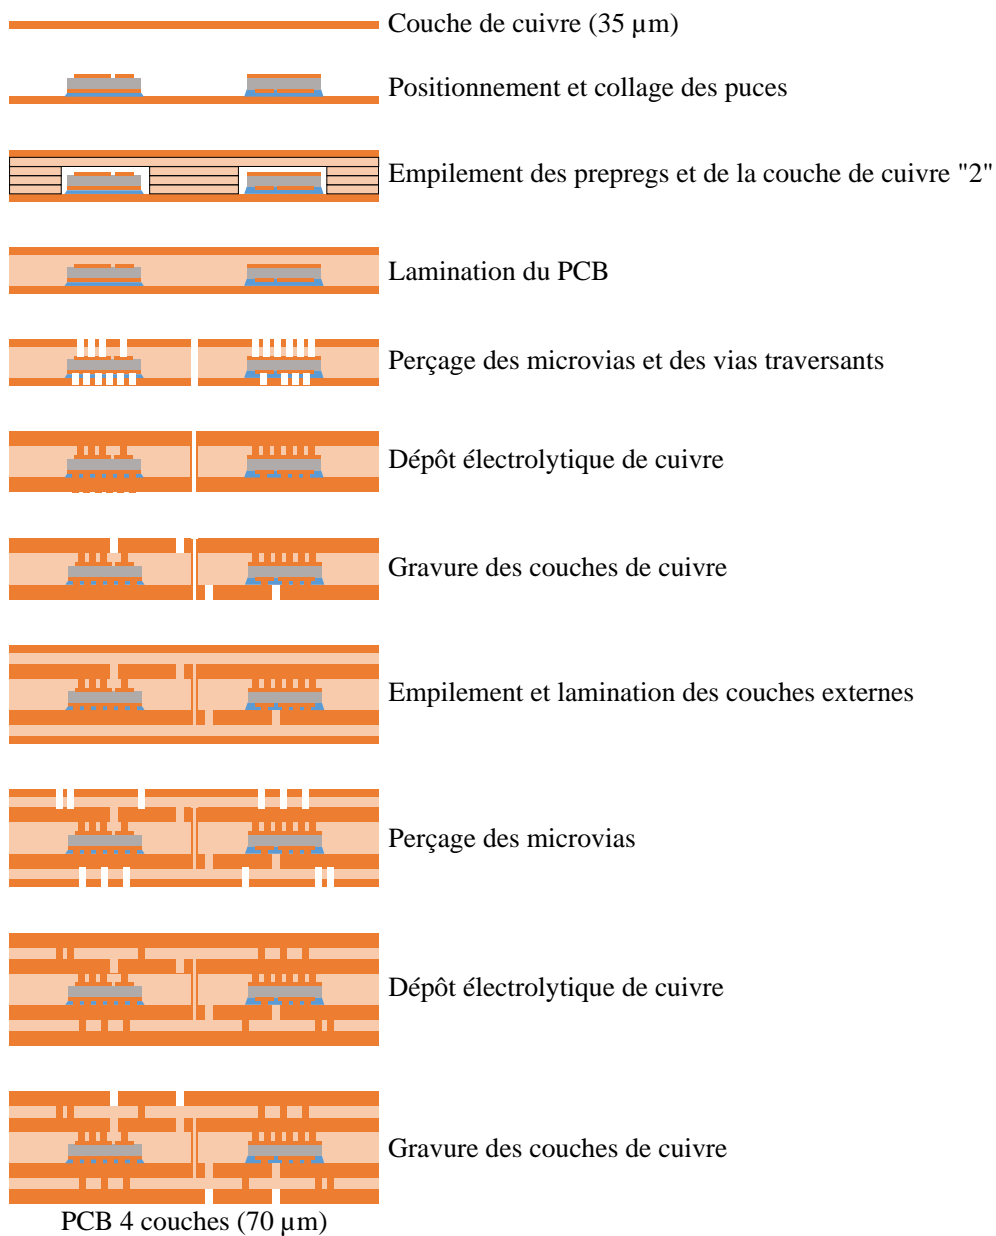 Couche de cuivre (35 µm)
Positionnement et collage des puces
Empilement des prepregs et de la couche de cuivre "2"
Lamination du PCB
Perçage des microvias et des vias traversants
Dépôt électrolytique de cuivre
Gravure des couches de cuivre
Empilement et lamination des couches externes
Perçage des microvias
Dépôt électrolytique de cuivre
Gravure des couches de cuivre
PCB 4 couches (70 µm)